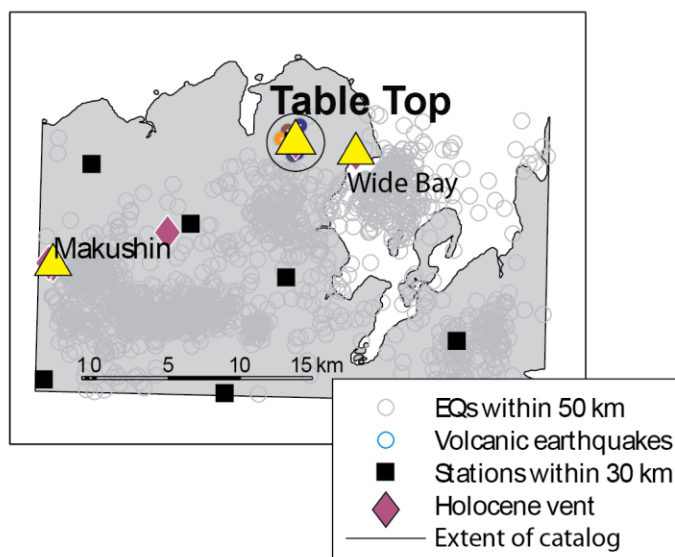 Table Top
Wide Bay
Makushin
10 5 10 15 km
EQs within 50 km
Volcanic earthquakes
Stations within 30 km
Holocene vent
Extent of catalog